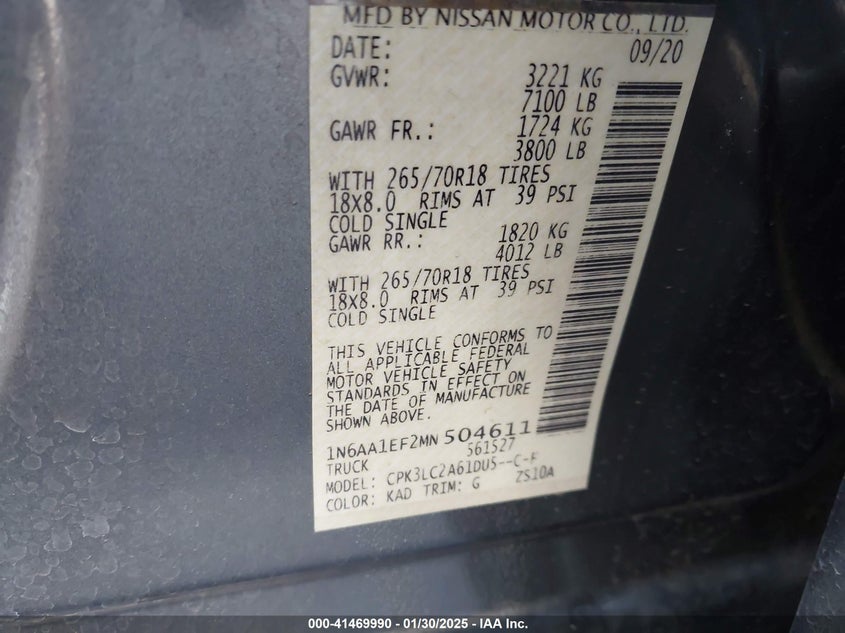 MFD BY NISSAN MOTOR CO., LTD.
DATE: 09/20
GVWR: 3221 KG
7100 LB
GAWR FR.: 1724 KG
3800 LB
WITH 265/70R18 TIRES
18X8.0 RIMS AT 39 PSI
COLD SINGLE
GAWR RR.: 1820 KG
4012 LB
WITH 265/70R18 TIRES
18X8.0 RIMS AT 39 PSI
COLD SINGLE
THIS VEHICLE CONFORMS TO
ALL APPLICABLE FEDERAL
MOTOR VEHICLE SAFETY
STANDARDS IN EFFECT ON
THE DATE OF MANUFACTURE
SHOWN ABOVE.
1N6AA1EF2MN 504611
TRUCK 561527
MODEL: CPK3LC2A61DU5--C-F
COLOR: KAD TRIM: G ZS10A
000-41469990 - 01/30/2025 - IAA Inc.